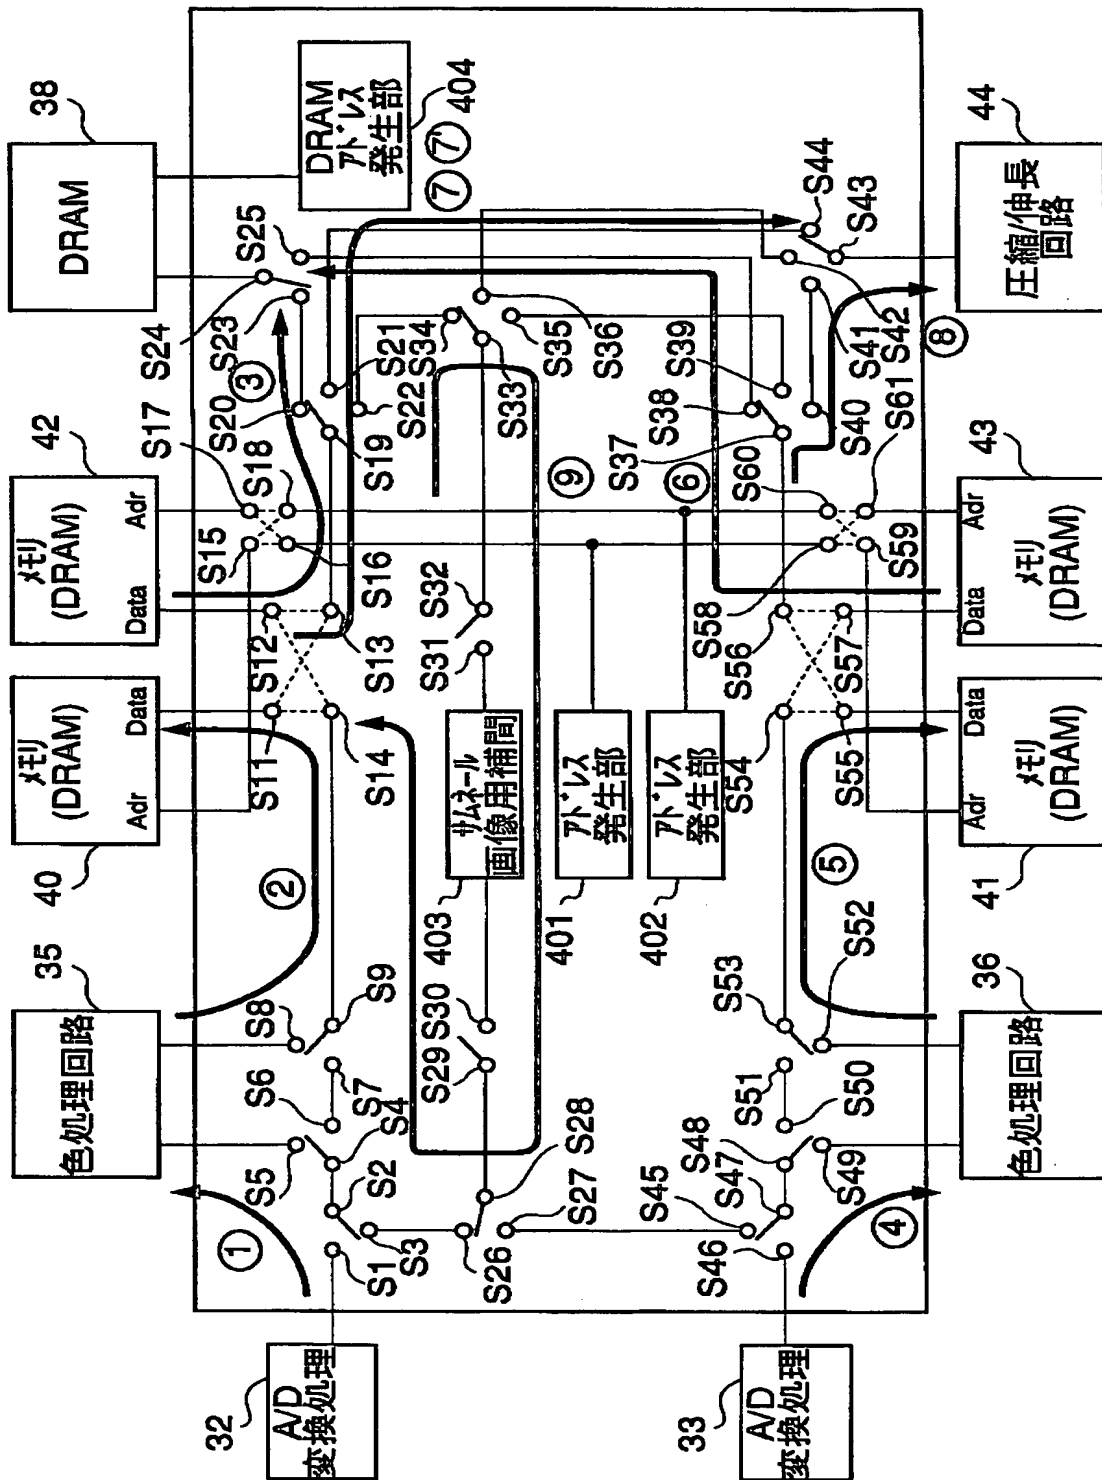 38
DRAM
DRAM
アドレス
発生部
404
⑦ ⑦'
42
メモリ
(DRAM)
Data
Adr
40
メモリ
(DRAM)
Adr
Data
35
色処理回路
32
A/D
変換処理
33
A/D
変換処理
36
色処理回路
41
メモリ
(DRAM)
Adr
Data
43
メモリ
(DRAM)
Data
Adr
44
圧縮/伸長
回路
403
サムネール
画像用補間
401
アドレス
発生部
402
アドレス
発生部
①
②
③
④
⑤
⑥
⑧
⑨
S1
S2
S3
S4
S5
S6
S7
S8
S9
S11
S12
S13
S14
S15
S16
S17
S18
S19
S20
S21
S22
S23
S24
S25
S26
S27
S28
S29
S30
S31
S32
S33
S34
S35
S36
S37
S38
S39
S40
S41
S42
S43
S44
S45
S46
S47
S48
S49
S50
S51
S52
S53
S54
S55
S56
S57
S58
S59
S60
S61